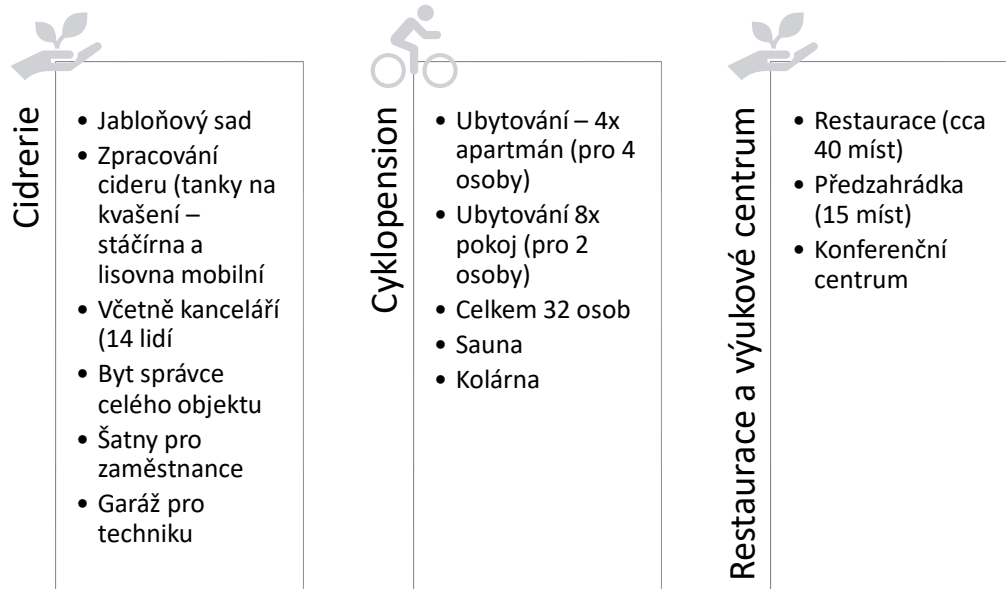 Cidrerie
• Jabloňový sad
• Zpracování
cideru (tanky na
kvašení –
stáčírna a
lisovna mobilní
• Včetně kanceláří
(14 lidí
• Byt správce
celého objektu
• Šatny pro
zaměstnance
• Garáž pro
techniku
Cyklopension
• Ubytování – 4x
apartmán (pro 4
osoby)
• Ubytování 8x
pokoj (pro 2
osoby)
• Celkem 32 osob
• Sauna
• Kolárna
Restaurace a výukové centrum
• Restaurace (cca
40 míst)
• Předzahrádka
(15 míst)
• Konferenční
centrum